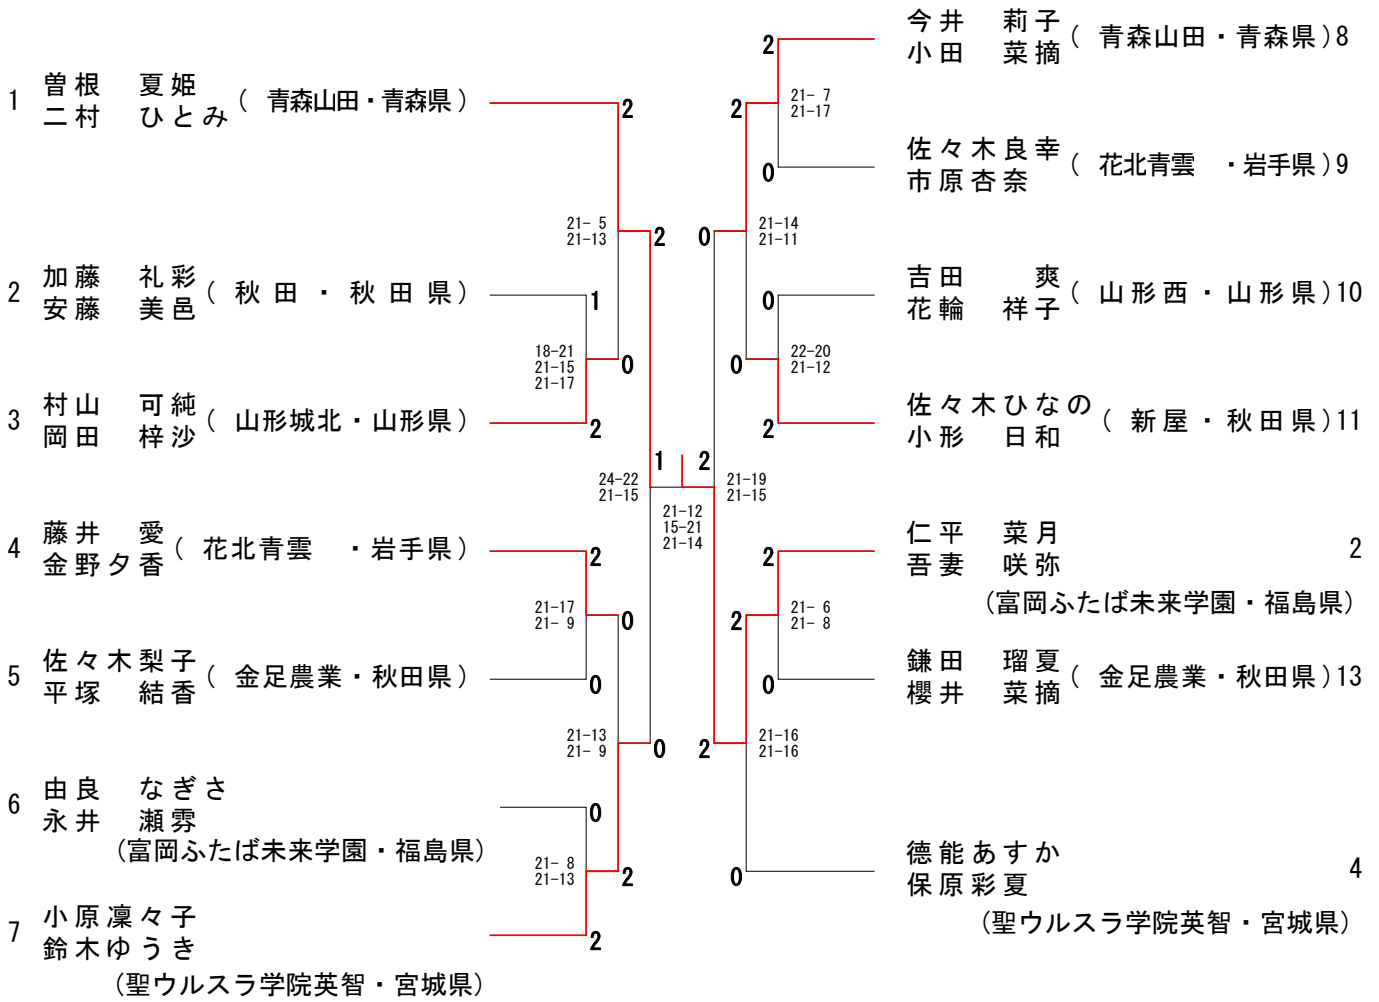 1 曽根 夏姫
二村 ひとみ ( 青森山田・青森県 )
2
21- 5
21-13
2
2 加藤 礼彩
安藤 美邑 ( 秋田・秋田県 )
1
18-21
21-15
21-17
0
3 村山 可純
岡田 梓沙 ( 山形城北・山形県 )
2
24-22
21-15
1
4 藤井 愛
金野夕香 ( 花北青雲 ・岩手県 )
2
21-17
21- 9
0
5 佐々木梨子
平塚 結香 ( 金足農業・秋田県 )
0
21-13
21- 9
0
6 由良 なぎさ
永井 瀬雰
(富岡ふたば未来学園・福島県)
0
21- 8
21-13
2
7 小原凜々子
鈴木ゆうき
(聖ウルスラ学院英智・宮城県)
2
21-12
15-21
21-14
2
今井 莉子
小田 菜摘 ( 青森山田・青森県 ) 8
2
21- 7
21-17
2
佐々木良幸
市原杏奈 ( 花北青雲 ・岩手県 ) 9
0
21-14
21-11
0
吉田 爽
花輪 祥子 ( 山形西・山形県 ) 10
0
22-20
21-12
0
佐々木ひなの
小形 日和 ( 新屋・秋田県 ) 11
2
21-19
21-15
仁平 菜月
吾妻 咲弥 2
(富岡ふたば未来学園・福島県)
2
21- 6
21- 8
2
鎌田 瑠夏
櫻井 菜摘 ( 金足農業・秋田県 ) 13
0
21-16
21-16
2
德能あすか
保原彩夏 4
(聖ウルスラ学院英智・宮城県)
0